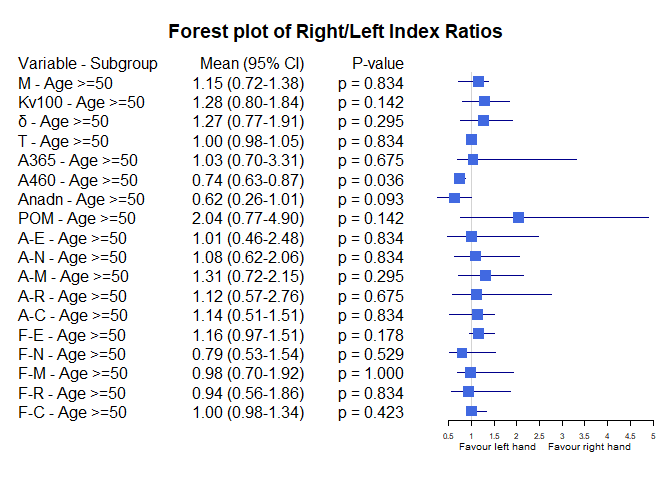 Forest plot of Right/Left Index Ratios
Variable - Subgroup Mean (95% CI) P-value
M - Age >=50 1.15 (0.72-1.38) p = 0.834
Kv100 - Age >=50 1.28 (0.80-1.84) p = 0.142
δ - Age >=50 1.27 (0.77-1.91) p = 0.295
T - Age >=50 1.00 (0.98-1.05) p = 0.834
A365 - Age >=50 1.03 (0.70-3.31) p = 0.675
A460 - Age >=50 0.74 (0.63-0.87) p = 0.036
Anadn - Age >=50 0.62 (0.26-1.01) p = 0.093
POM - Age >=50 2.04 (0.77-4.90) p = 0.142
A-E - Age >=50 1.01 (0.46-2.48) p = 0.834
A-N - Age >=50 1.08 (0.62-2.06) p = 0.834
A-M - Age >=50 1.31 (0.72-2.15) p = 0.295
A-R - Age >=50 1.12 (0.57-2.76) p = 0.675
A-C - Age >=50 1.14 (0.51-1.51) p = 0.834
F-E - Age >=50 1.16 (0.97-1.51) p = 0.178
F-N - Age >=50 0.79 (0.53-1.54) p = 0.529
F-M - Age >=50 0.98 (0.70-1.92) p = 1.000
F-R - Age >=50 0.94 (0.56-1.86) p = 0.834
F-C - Age >=50 1.00 (0.98-1.34) p = 0.423
0.5 1 1.5 2 2.5 3 3.5 4 4.5 5
Favour left hand Favour right hand